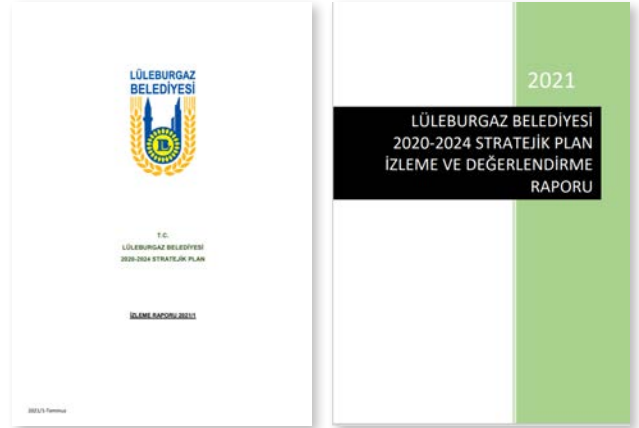 LÜLEBURGAZ
BELEDİYESİ
T.C.
LÜLEBURGAZ BELEDİYESİ
2020-2024 STRATEJİK PLAN
İZLEME RAPORU 2021/1
2021/1-Temmuz
2021
LÜLEBURGAZ BELEDİYESİ
2020-2024 STRATEJİK PLAN
İZLEME VE DEĞERLENDİRME
RAPORU